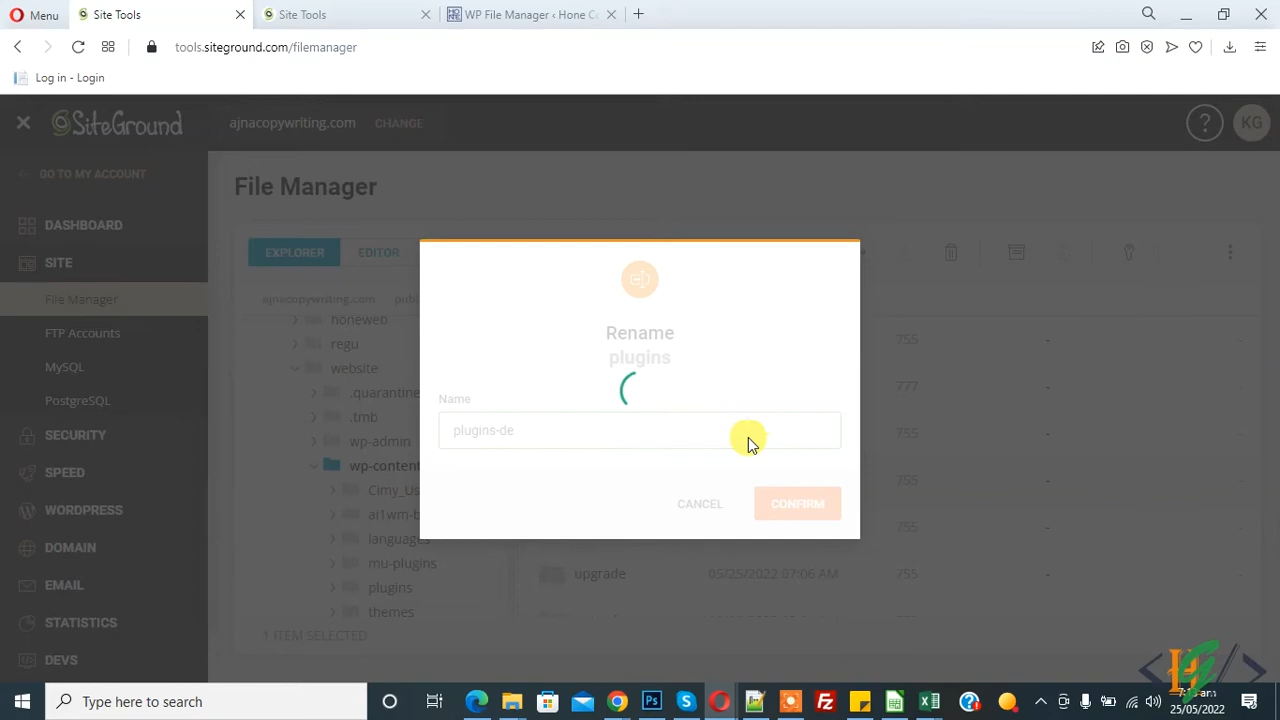 Menu
Site Tools
Site Tools
WP File Manager ‹ Hone C
tools.siteground.com/filemanager
Log in - Login
SiteGround
ajnacopywriting.com
CHANGE
? KG
GO TO MY ACCOUNT
DASHBOARD
SITE
File Manager
FTP Accounts
MySQL
PostgreSQL
SECURITY
SPEED
WORDPRESS
DOMAIN
EMAIL
STATISTICS
DEVS
File Manager
EXPLORER
EDITOR
ajnacopywriting.com
publ
honeweb
regu
website
.quarantine
.tmb
wp-admin
wp-content
Cimy_Us
ai1wm-b
languages
mu-plugins
plugins
themes
755 -
777 -
755 -
755 -
755 -
upgrade 05/25/2022 07:06 AM 755 -
1 ITEM SELECTED
Rename
plugins
Name
plugins-de
CANCEL
CONFIRM
Type here to search
25/05/2022